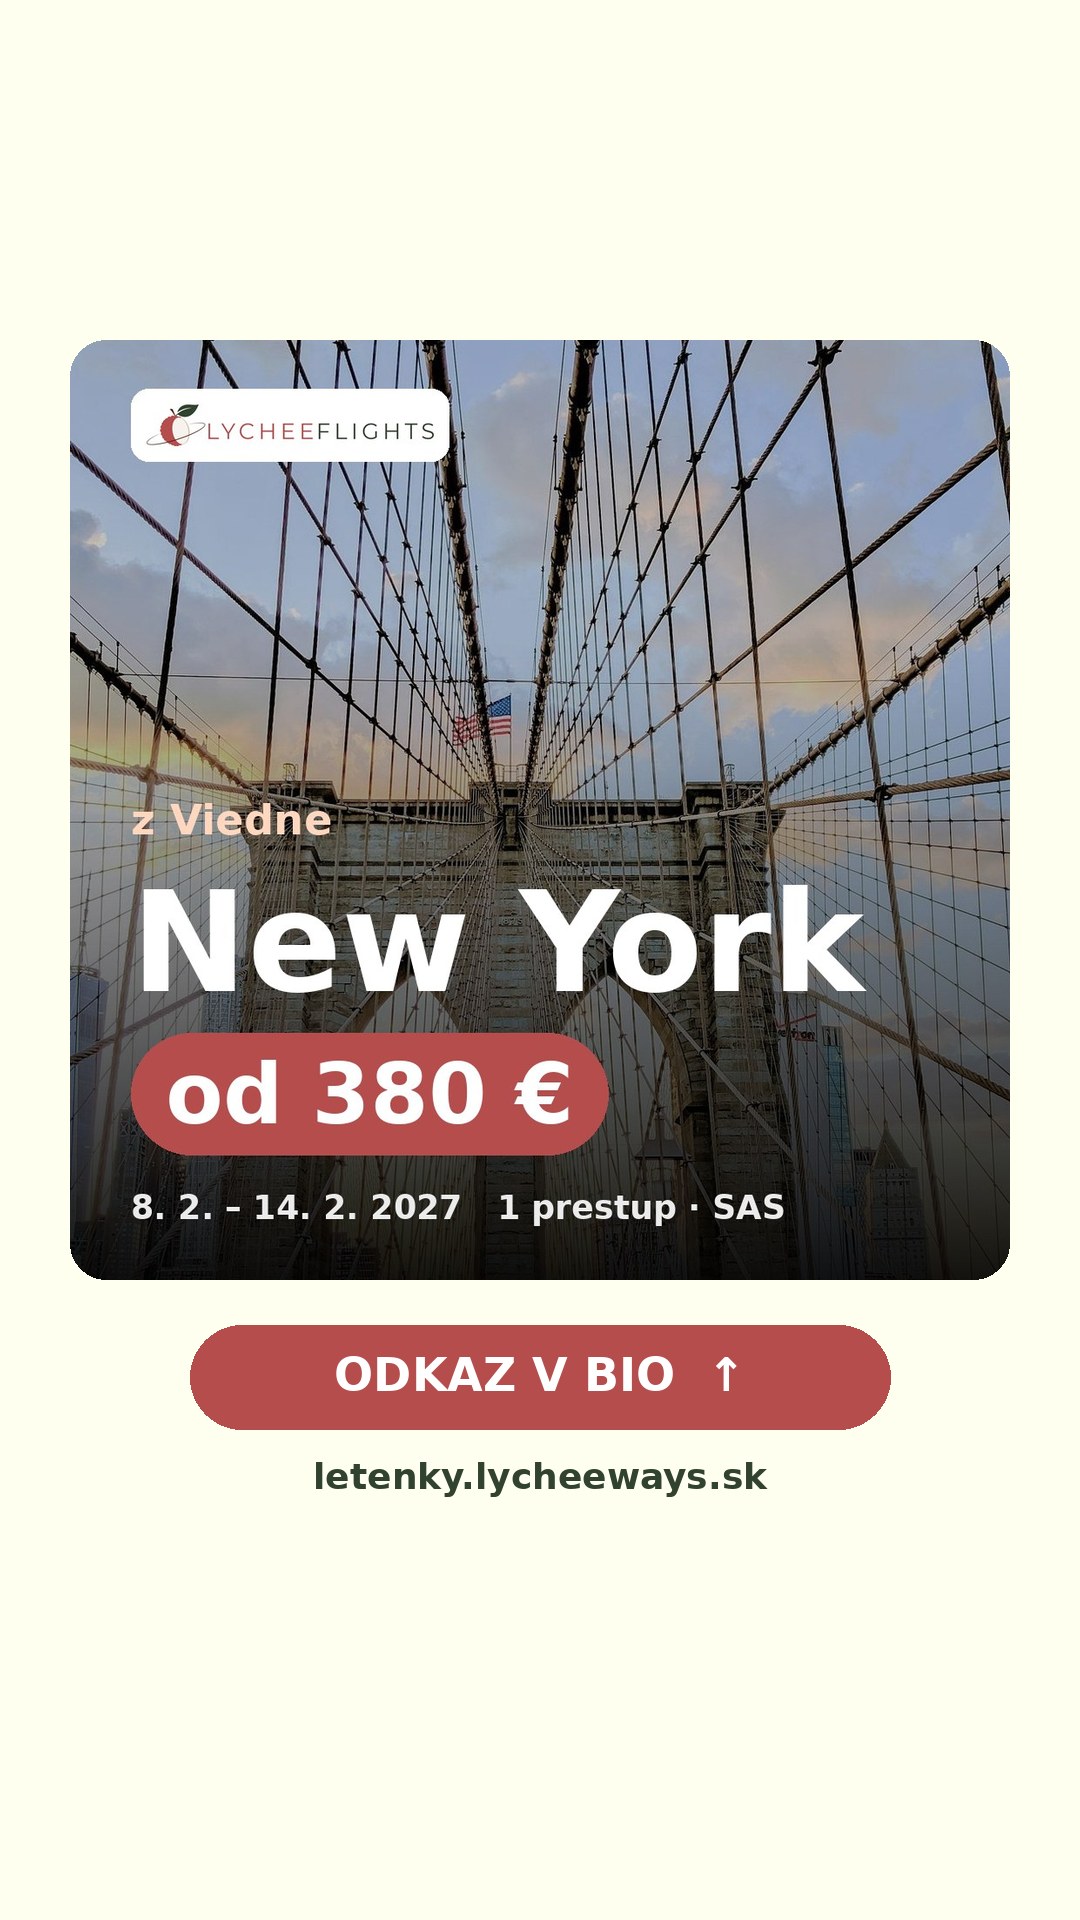 LYCHEEFLIGHTS
z Viedne
New York
od 380 €
8. 2. – 14. 2. 2027   1 prestup · SAS
ODKAZ V BIO ↑
letenky.lycheeways.sk